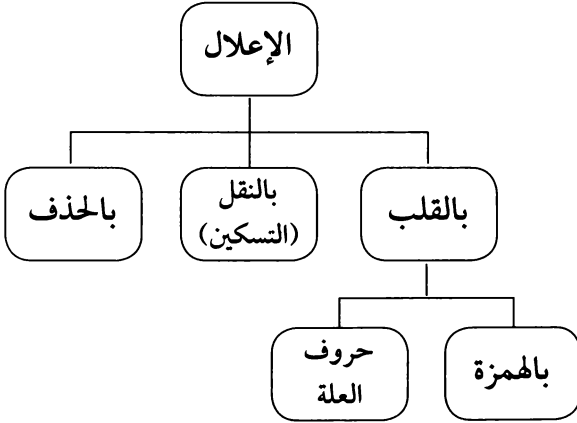 الإعلال
بالقلب
بالنقل
(التسكين)
بالحذف
بالهمزة
حروف
العلة